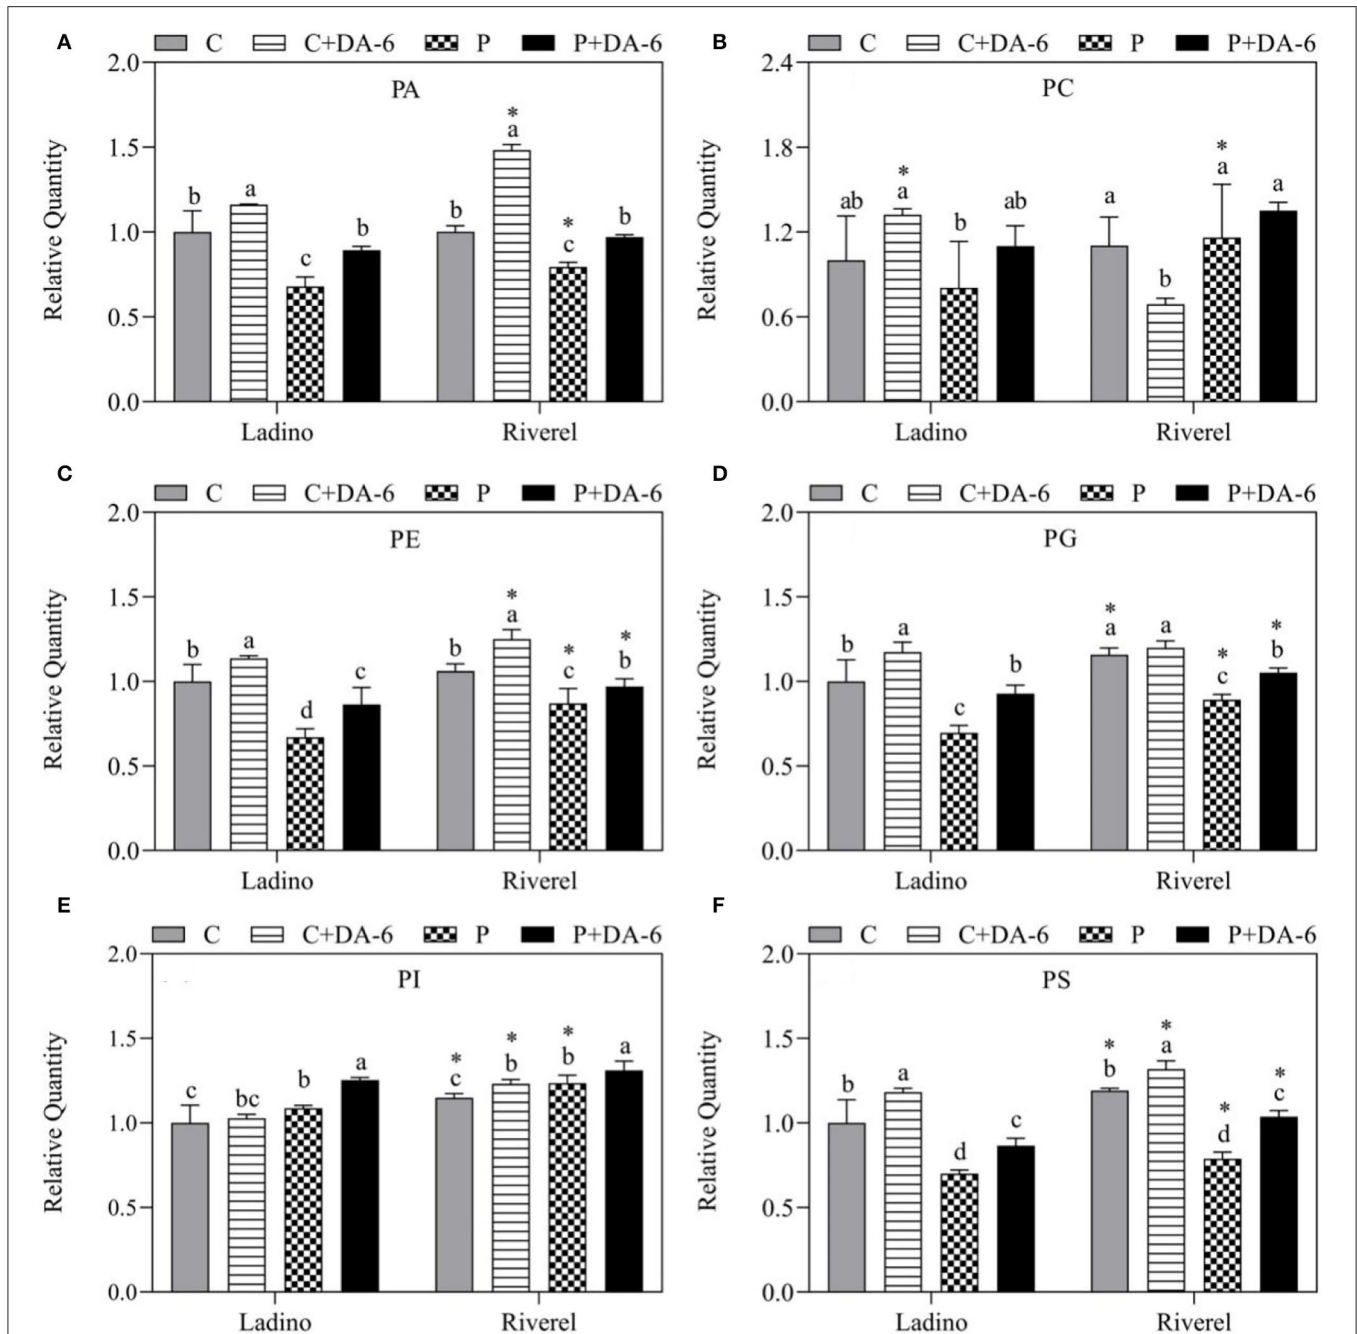 A
C C+DA-6 P P+DA-6
B
C C+DA-6 P P+DA-6
2.0
PA
1.5
1.0
0.5
0.0
Relative Quantity
b a c b
b * a * c b
Ladino Riverel
2.4
PC
1.8
1.2
0.6
0.0
Relative Quantity
ab * a b ab
a b * a a
Ladino Riverel
C
C C+DA-6 P P+DA-6
D
C C+DA-6 P P+DA-6
2.0
PE
1.5
1.0
0.5
0.0
Relative Quantity
b a d c
b * a * c * b
Ladino Riverel
2.0
PG
1.5
1.0
0.5
0.0
Relative Quantity
b a c b
* a a * c * b
Ladino Riverel
E
C C+DA-6 P P+DA-6
F
C C+DA-6 P P+DA-6
2.0
PI
1.5
1.0
0.5
0.0
Relative Quantity
c bc b a
* c * b * b a
Ladino Riverel
2.0
PS
1.5
1.0
0.5
0.0
Relative Quantity
b a d c
* b * a * d * c
Ladino Riverel